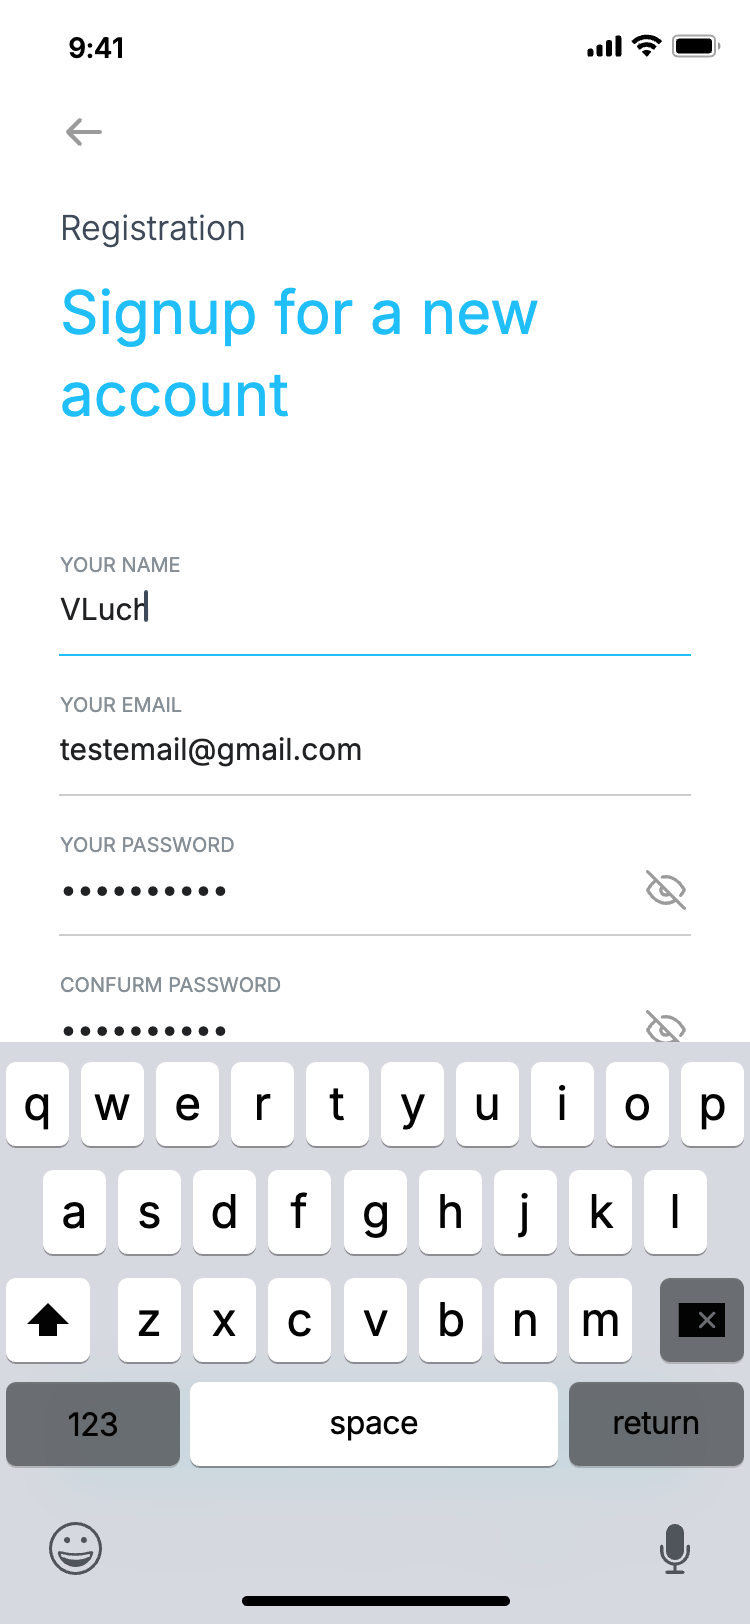 9:41
Registration
Signup for a new
account
YOUR NAME
VLuch
YOUR EMAIL
testemail@gmail.com
YOUR PASSWORD
••••••••••
CONFURM PASSWORD
••••••••••
q w e r t y u i o p
a s d f g h j k l
z x c v b n m
123 space return